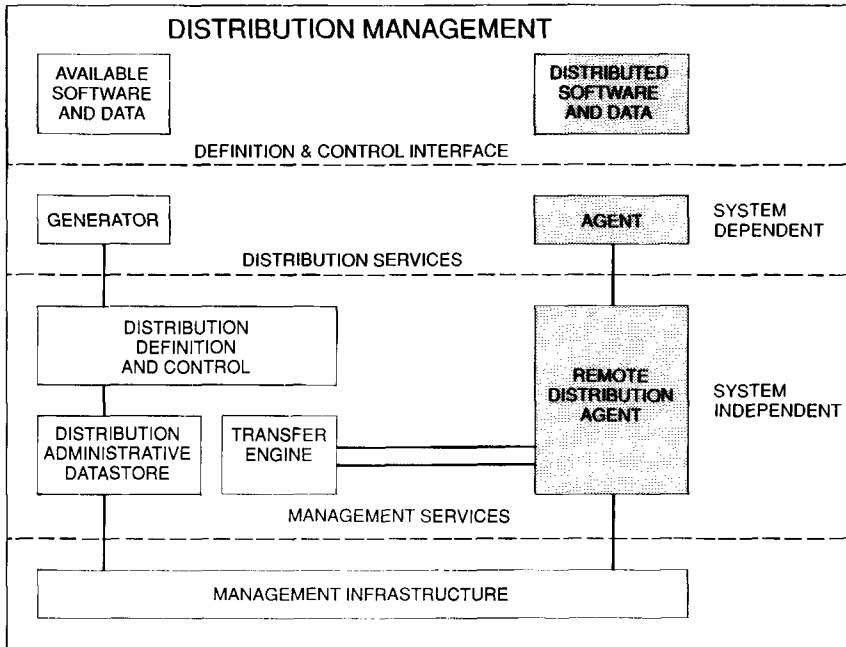 DISTRIBUTION MANAGEMENT
AVAILABLE
SOFTWARE
AND DATA
DISTRIBUTED
SOFTWARE
AND DATA
DEFINITION & CONTROL INTERFACE
GENERATOR
AGENT
SYSTEM
DEPENDENT
DISTRIBUTION SERVICES
DISTRIBUTION
DEFINITION
AND CONTROL
REMOTE
DISTRIBUTION
AGENT
SYSTEM
INDEPENDENT
DISTRIBUTION
ADMINISTRATIVE
DATASTORE
TRANSFER
ENGINE
MANAGEMENT SERVICES
MANAGEMENT INFRASTRUCTURE